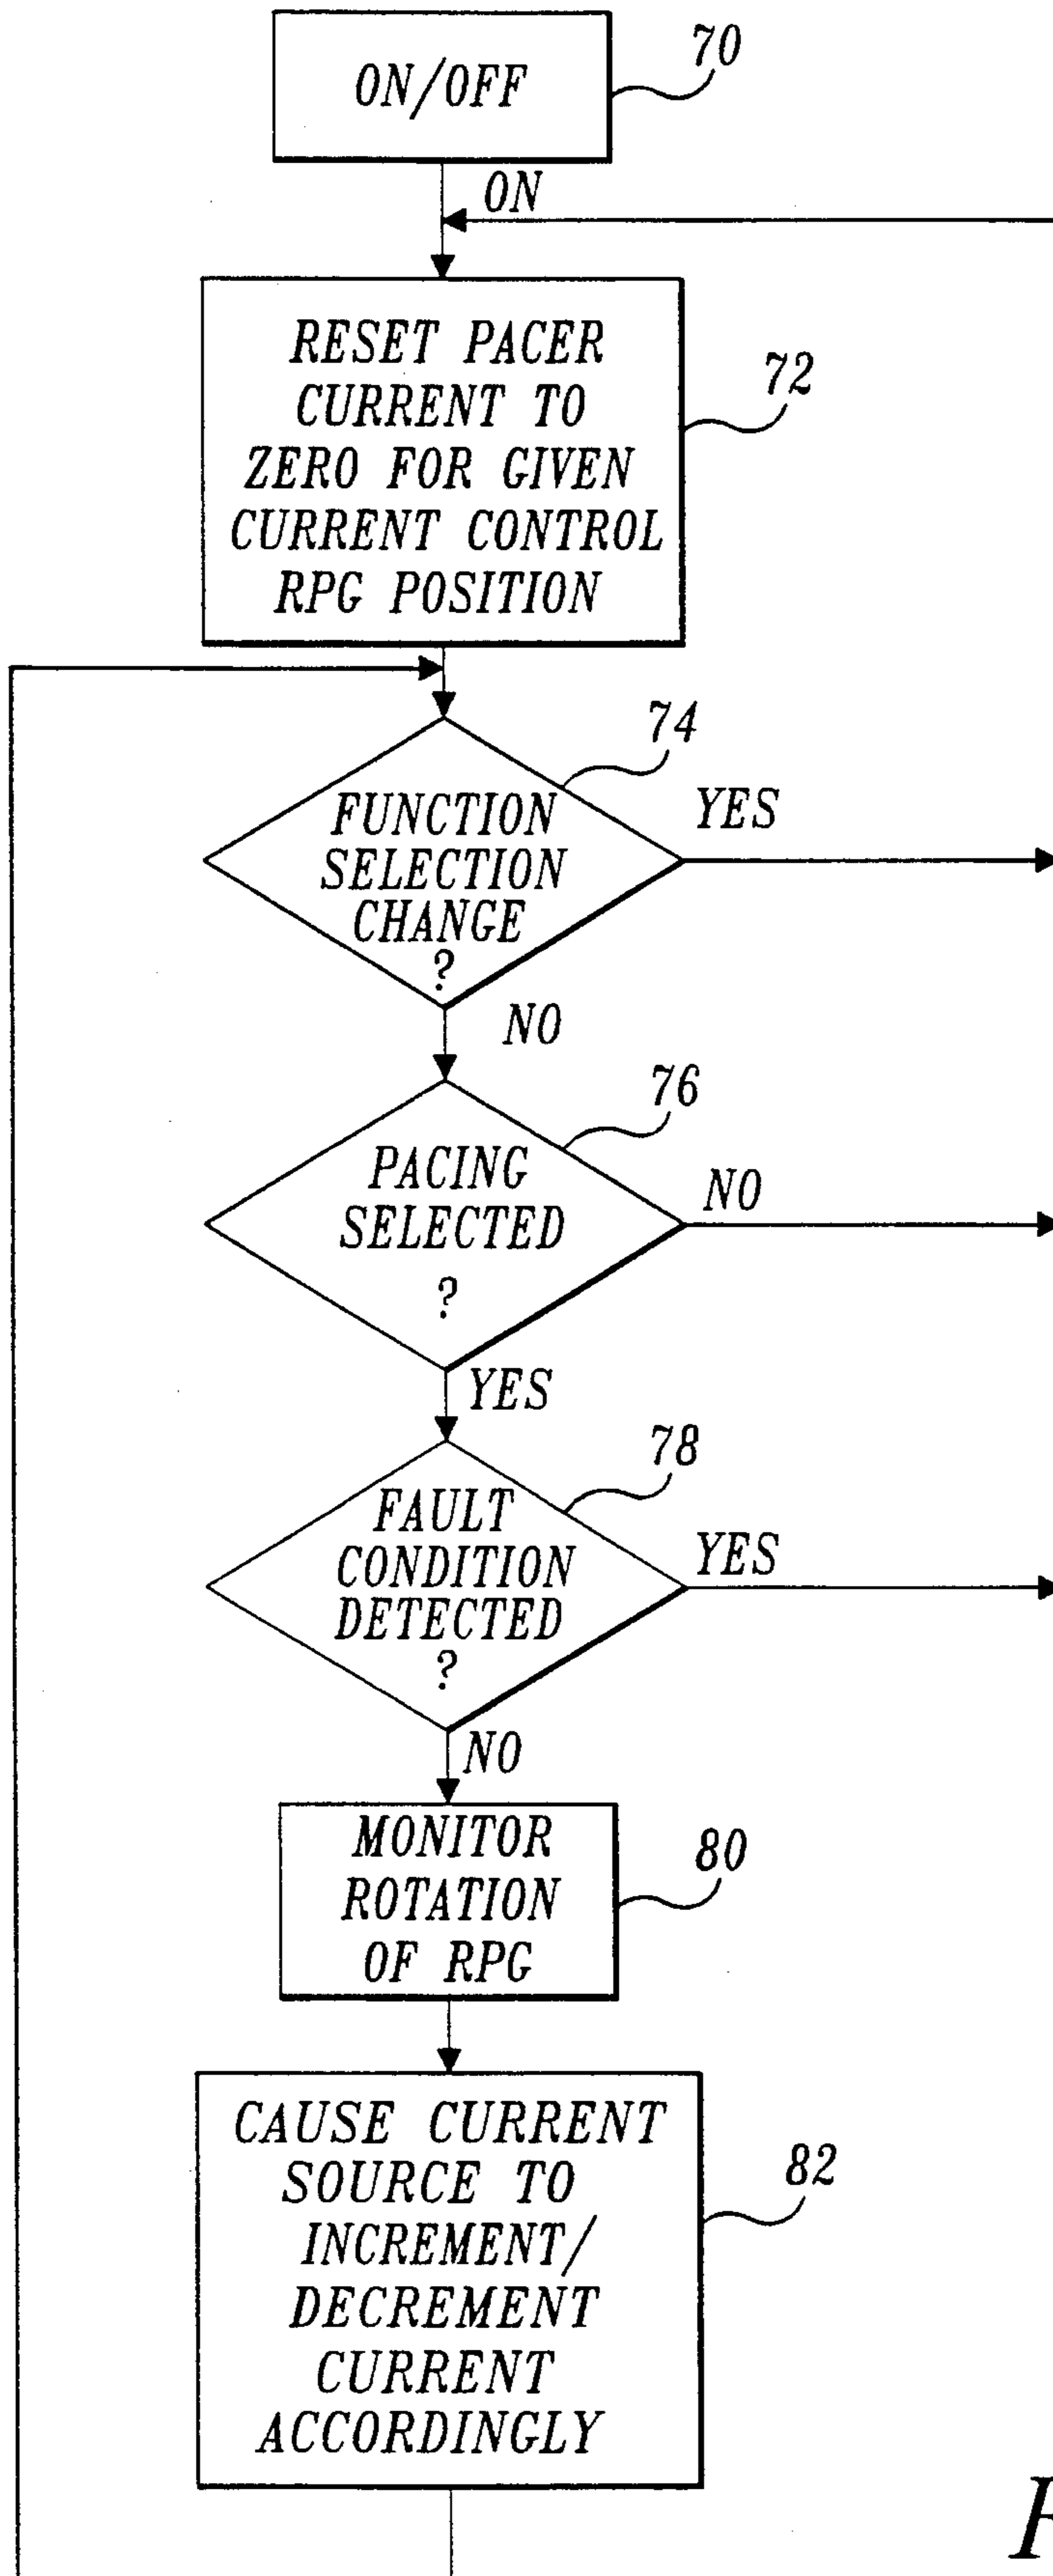 ON/OFF
70
ON
RESET PACER
CURRENT TO
ZERO FOR GIVEN
CURRENT CONTROL
RPG POSITION
72
74
FUNCTION
SELECTION
CHANGE
?
YES
NO
76
PACING
SELECTED
?
NO
YES
78
FAULT
CONDITION
DETECTED
?
YES
NO
MONITOR
ROTATION
OF RPG
80
CAUSE CURRENT
SOURCE TO
INCREMENT/
DECREMENT
CURRENT
ACCORDINGLY
82